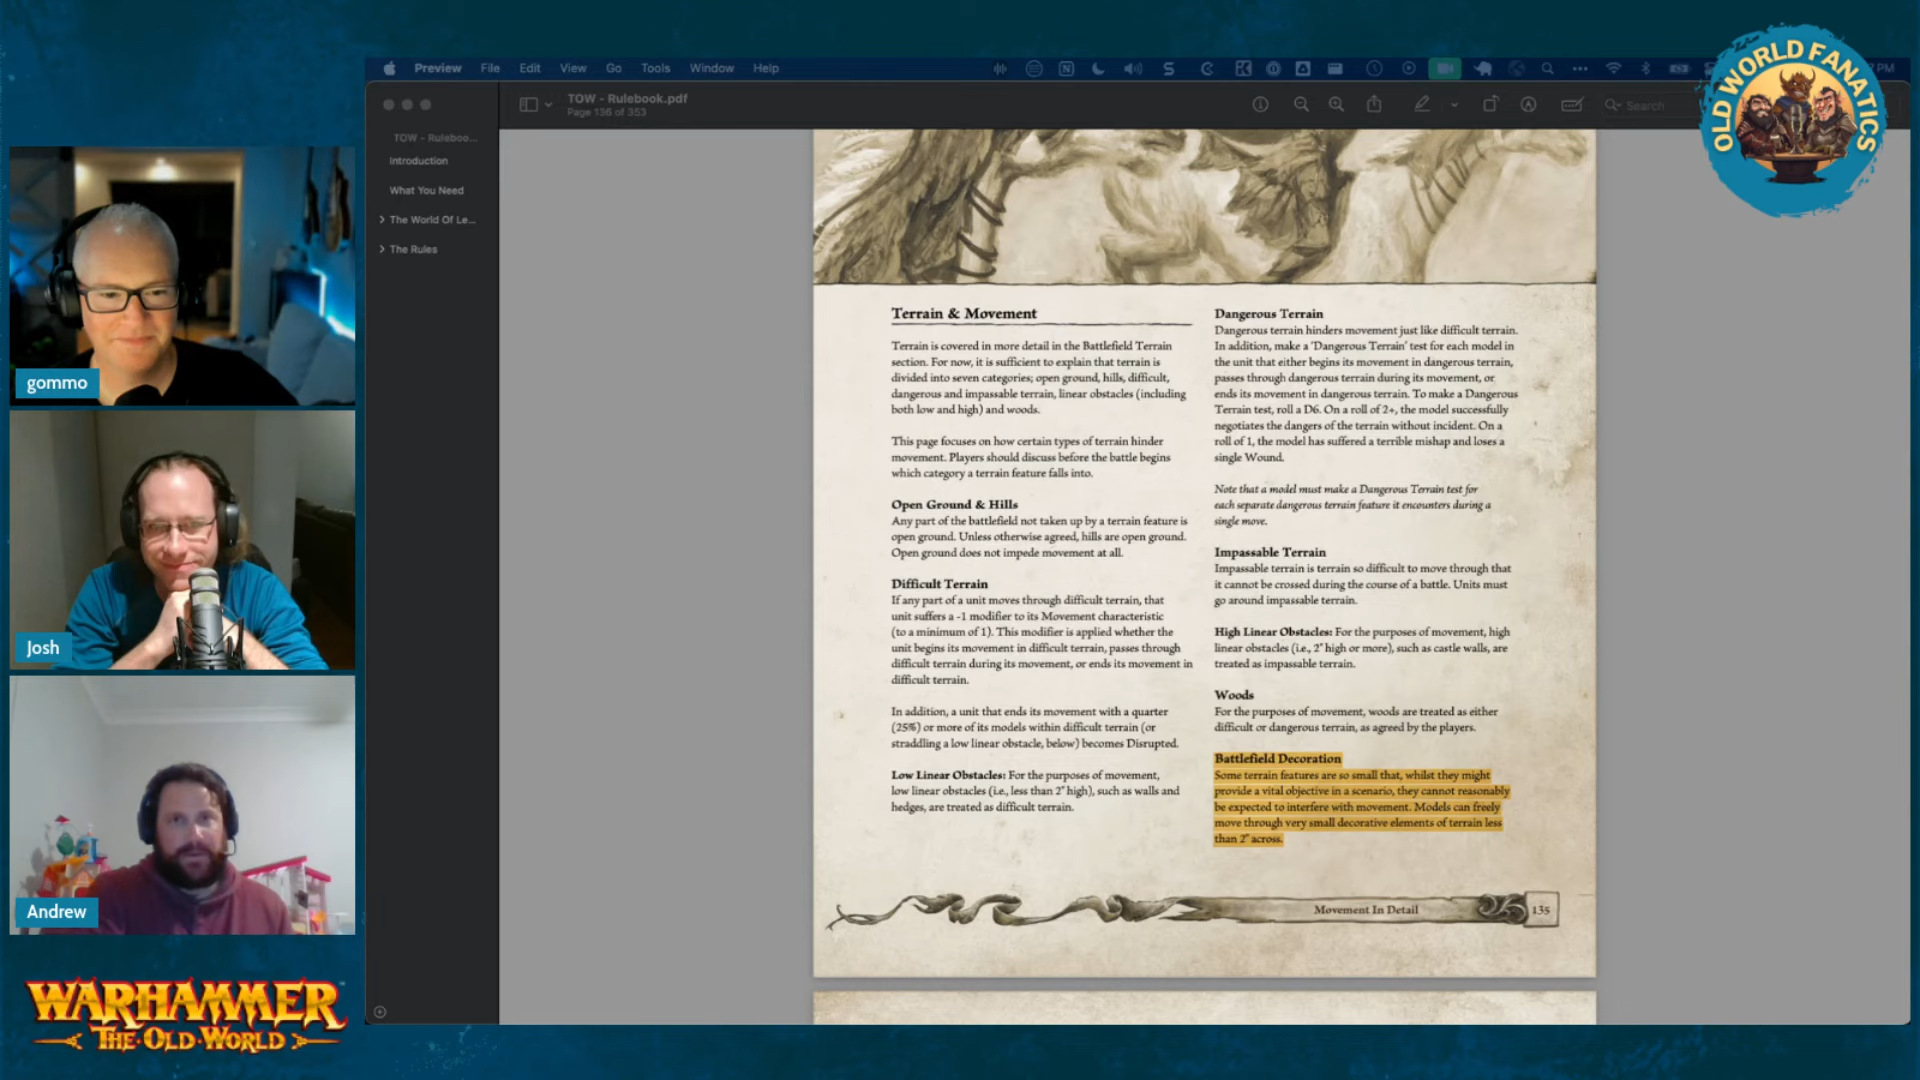 Preview File Edit View Go Tools Window Help
PM
OLD WORLD FANATICS
TOW - Rulebook.pdf
Page 136 of 353
Search
TOW - Ruleboo...
Introduction
What You Need
The World Of Le...
The Rules
gommo
Josh
Andrew
WARHAMMER
THE OLD WORLD
Terrain & Movement
Terrain is covered in more detail in the Battlefield Terrain
section. For now, it is sufficient to explain that terrain is
divided into seven categories; open ground, hills, difficult,
dangerous and impassable terrain, linear obstacles (including
both low and high) and woods.
This page focuses on how certain types of terrain hinder
movement. Players should discuss before the battle begins
which category a terrain feature falls into.
Open Ground & Hills
Any part of the battlefield not taken up by a terrain feature is
open ground. Unless otherwise agreed, hills are open ground.
Open ground does not impede movement at all.
Difficult Terrain
If any part of a unit moves through difficult terrain, that
unit suffers a -1 modifier to its Movement characteristic
(to a minimum of 1). This modifier is applied whether the
unit begins its movement in difficult terrain, passes through
difficult terrain during its movement, or ends its movement in
difficult terrain.
In addition, a unit that ends its movement with a quarter
(25%) or more of its models within difficult terrain (or
straddling a low linear obstacle, below) becomes Disrupted.
Low Linear Obstacles: For the purposes of movement,
low linear obstacles (i.e., less than 2" high), such as walls and
hedges, are treated as difficult terrain.
Dangerous Terrain
Dangerous terrain hinders movement just like difficult terrain.
In addition, make a 'Dangerous Terrain' test for each model in
the unit that either begins its movement in dangerous terrain,
passes through dangerous terrain during its movement, or
ends its movement in dangerous terrain. To make a Dangerous
Terrain test, roll a D6. On a roll of 2+, the model successfully
negotiates the dangers of the terrain without incident. On a
roll of 1, the model has suffered a terrible mishap and loses a
single Wound.
Note that a model must make a Dangerous Terrain test for
each separate dangerous terrain feature it encounters during a
single move.
Impassable Terrain
Impassable terrain is terrain so difficult to move through that
it cannot be crossed during the course of a battle. Units must
go around impassable terrain.
High Linear Obstacles: For the purposes of movement, high
linear obstacles (i.e., 2" high or more), such as castle walls, are
treated as impassable terrain.
Woods
For the purposes of movement, woods are treated as either
difficult or dangerous terrain, as agreed by the players.
Battlefield Decoration
Some terrain features are so small that, whilst they might
provide a vital objective in a scenario, they cannot reasonably
be expected to interfere with movement. Models can freely
move through very small decorative elements of terrain less
than 2" across.
Movement In Detail
135